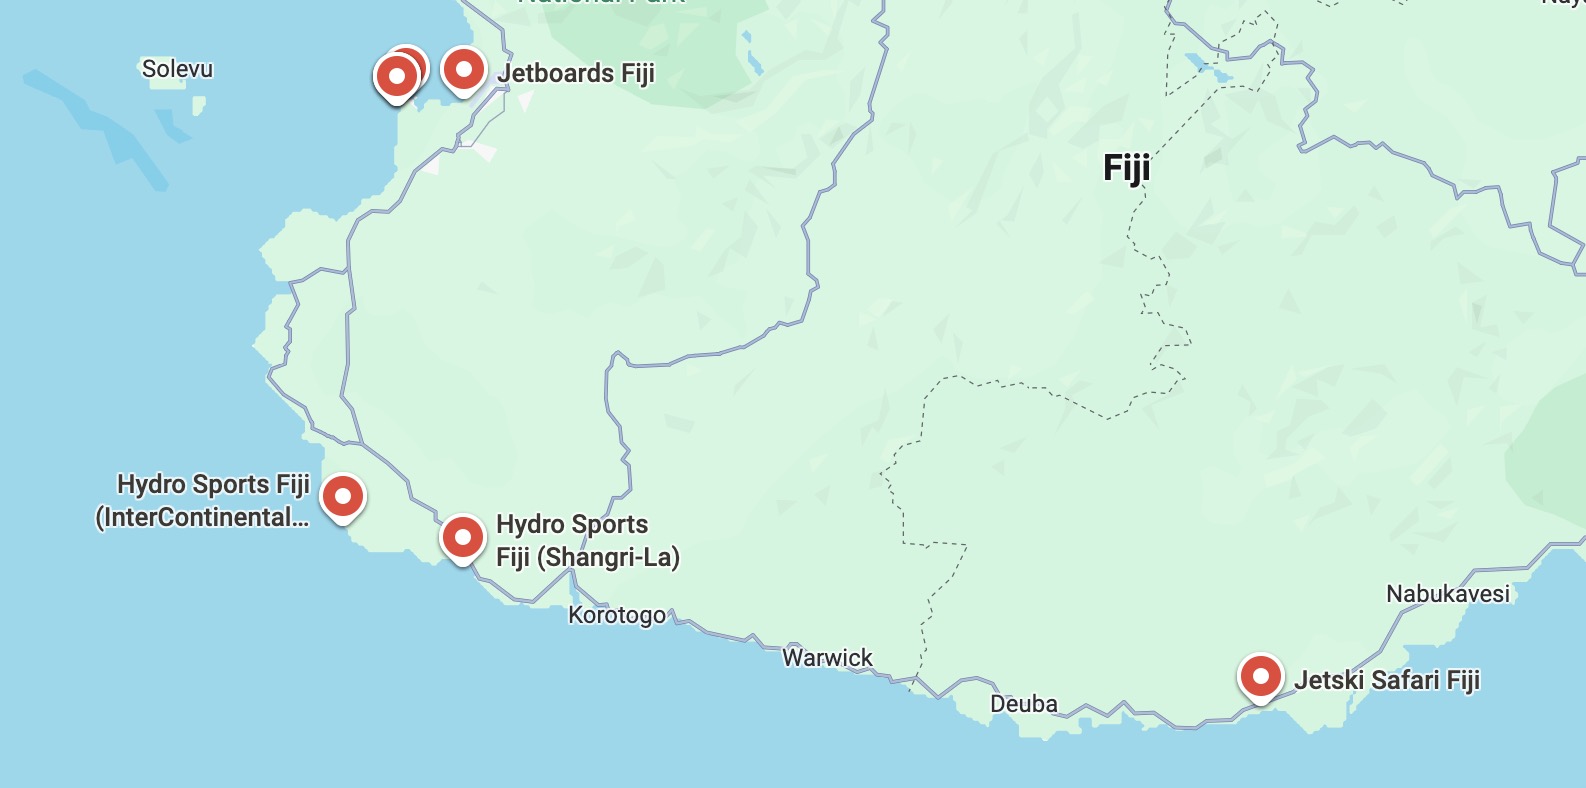 National Park
Solevu
Jetboards Fiji
Fiji
Hydro Sports Fiji
(InterContinental...
Hydro Sports
Fiji (Shangri-La)
Korotogo
Nabukavesi
Warwick
Jetski Safari Fiji
Deuba